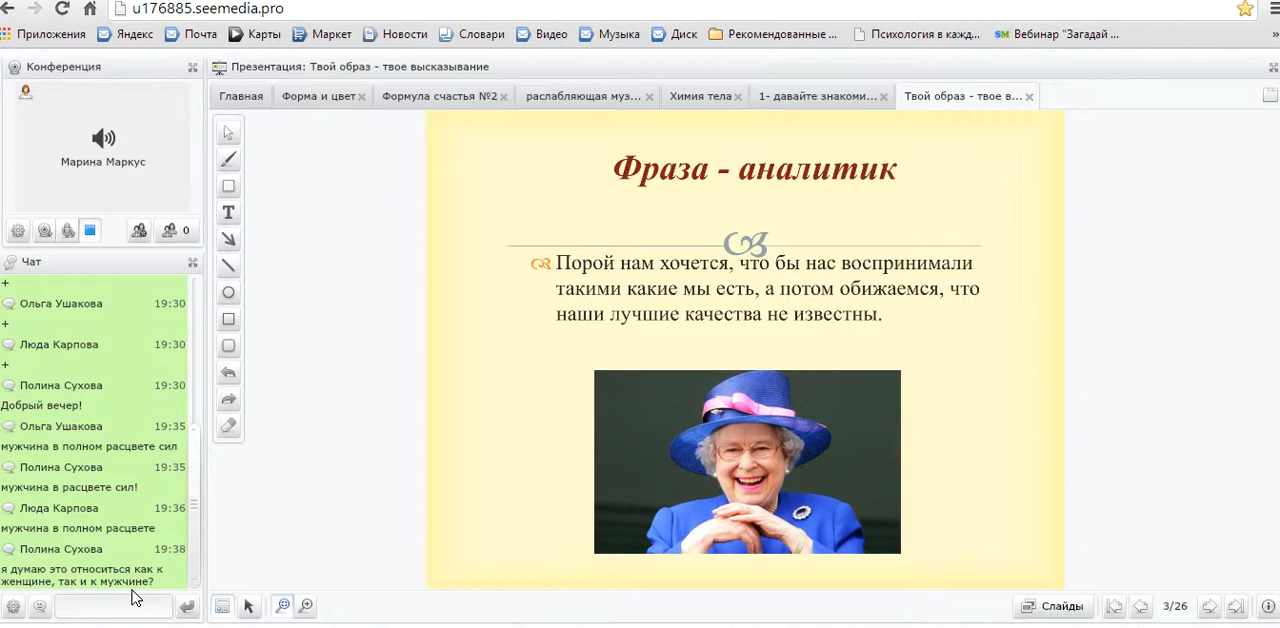 u176885.seemedia.pro
Приложения Яндекс Почта Карты Маркет Новости Словари Видео Музыка Диск Рекомендованные ... Психология в кажд... SM Вебинар "Загадай ... »
Конференция
Презентация: Твой образ - твое высказывание
Главная Форма и цвет Формула счастья №2 раслабляющая муз... Химия тела 1- давайте знакоми... Твой образ - твое в...
Марина Маркус
0
Чат
+
Ольга Ушакова 19:30
+
Люда Карпова 19:30
+
Полина Сухова 19:30
Добрый вечер!
Ольга Ушакова 19:35
мужчина в полном расцвете сил
Полина Сухова 19:35
мужчина в расцвете сил!
Люда Карпова 19:36
мужчина в полном расцвете
Полина Сухова 19:38
я думаю это относиться как к
женщине, так и к мужчине?
T
Фраза - аналитик
Порой нам хочется, что бы нас воспринимали
такими какие мы есть, а потом обижаемся, что
наши лучшие качества не известны.
Слайды 3/26